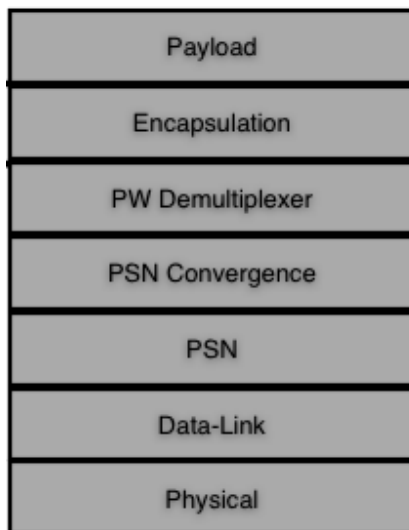 Payload
Encapsulation
PW Demultiplexer
PSN Convergence
PSN
Data-Link
Physical